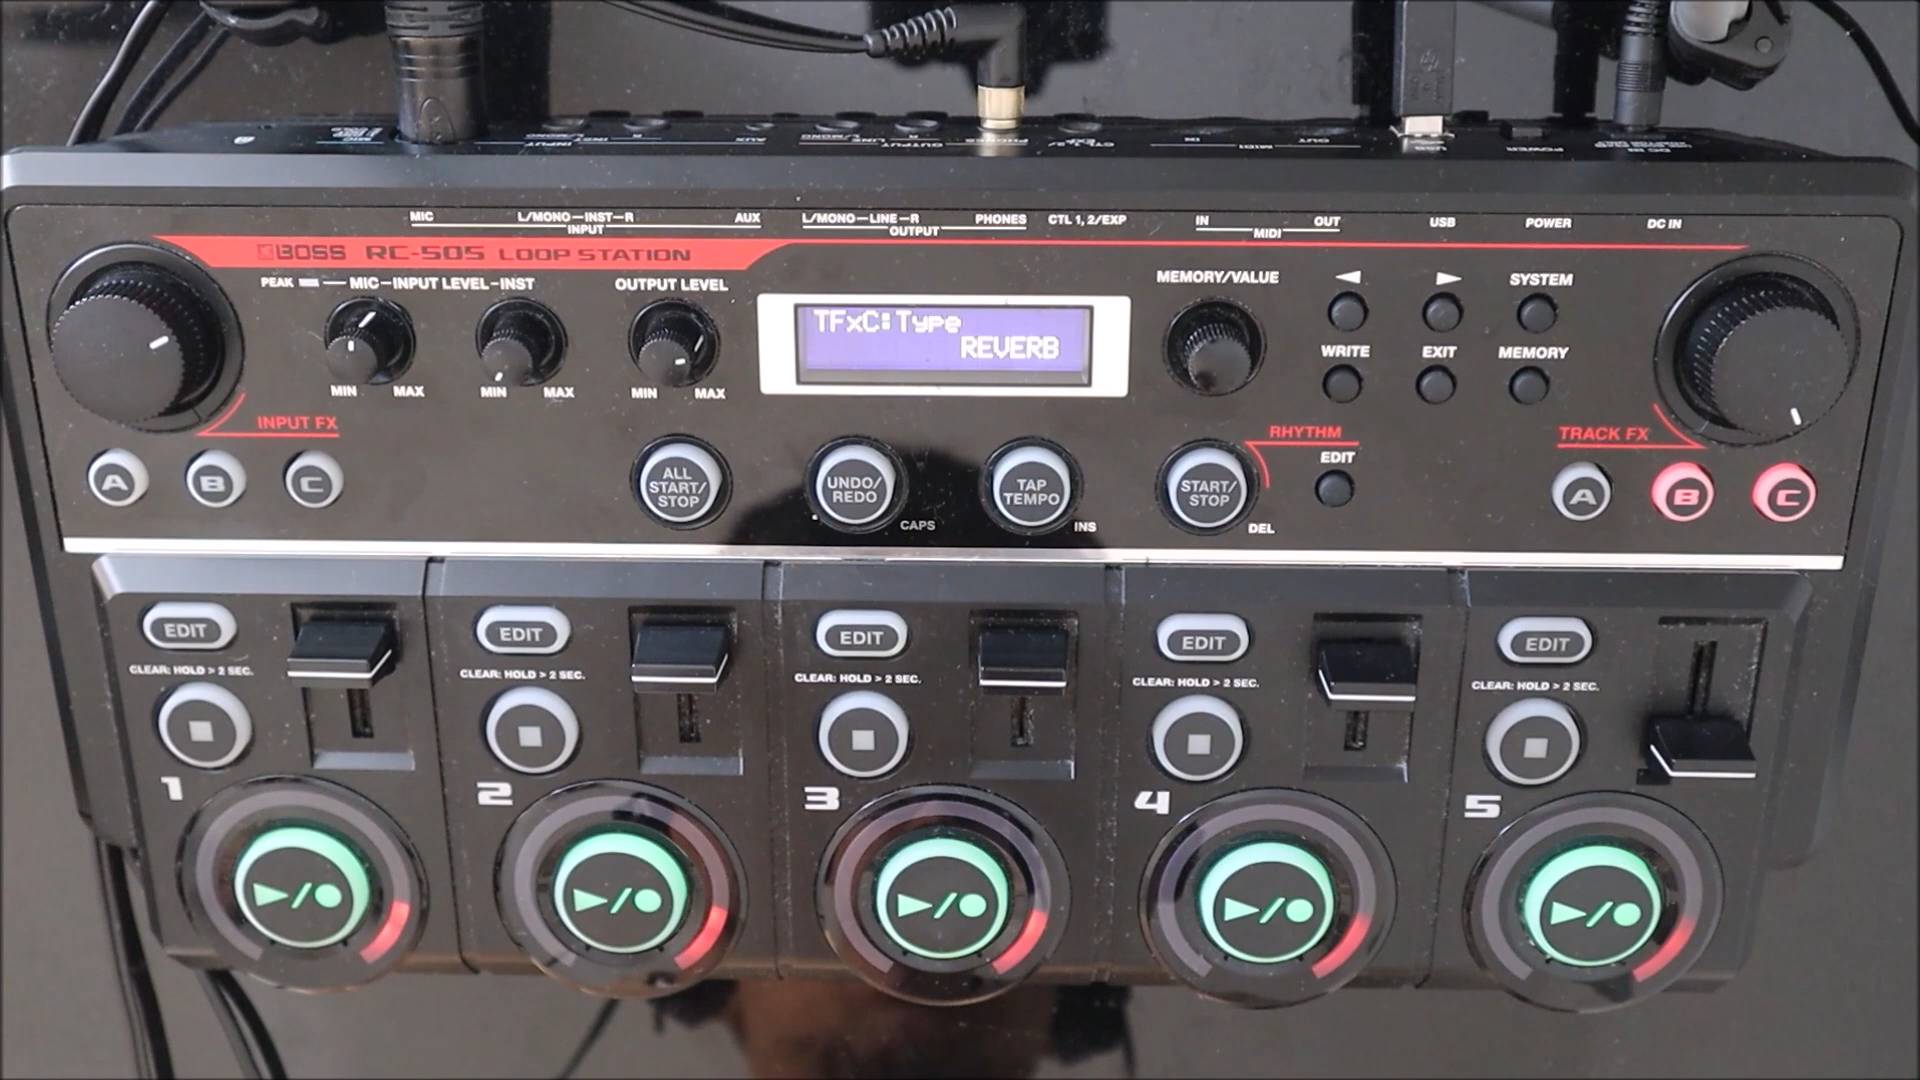 MIC L/MONO-INST-R AUX L/MONO-LINE-R PHONES CTL 1, 2/EXP IN OUT USB POWER DC IN
INPUT OUTPUT MIDI
BOSS RC-505 LOOP STATION
PEAK MIC-INPUT LEVEL-INST OUTPUT LEVEL MEMORY/VALUE SYSTEM
TFxC:Type
REVERB
WRITE EXIT MEMORY
MIN MAX MIN MAX MIN MAX
INPUT FX RHYTHM TRACK FX
EDIT
A B C ALL START/STOP UNDO/REDO TAP TEMPO START/STOP A B C
CAPS INS DEL
EDIT EDIT EDIT EDIT EDIT
CLEAR: HOLD > 2 SEC. CLEAR: HOLD > 2 SEC. CLEAR: HOLD > 2 SEC. CLEAR: HOLD > 2 SEC. CLEAR: HOLD > 2 SEC.
1 2 3 4 5